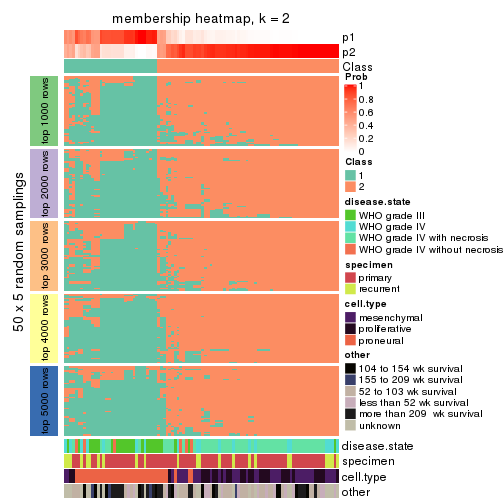 membership heatmap, k = 2
p1
p2
Class
50 x 5 random samplings
top 1000 rows
top 2000 rows
top 3000 rows
top 4000 rows
top 5000 rows
disease.state
specimen
cell.type
other
Prob
1
0.8
0.6
0.4
0.2
0
Class
1
2
disease.state
WHO grade III
WHO grade IV
WHO grade IV with necrosis
WHO grade IV without necrosis
specimen
primary
recurrent
cell.type
mesenchymal
proliferative
proneural
other
104 to 154 wk survival
155 to 209 wk survival
52 to 103 wk survival
less than 52 wk survival
more than 209  wk survival
unknown